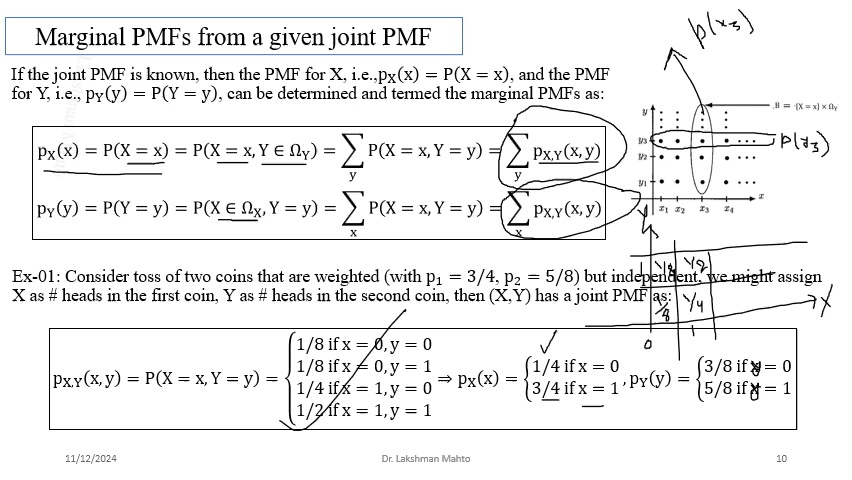 Marginal PMFs from a given joint PMF
p(x₃)
If the joint PMF is known, then the PMF for X, i.e.,pX(x) = P(X = x), and the PMF
for Y, i.e., pY(y) = P(Y = y), can be determined and termed the marginal PMFs as:
pX(x) = P(X = x) = P(X = x, Y ∈ ΩY) = ∑y P(X = x, Y = y) = ∑y pX,Y(x, y)
pY(y) = P(Y = y) = P(X ∈ ΩX, Y = y) = ∑x P(X = x, Y = y) = ∑x pX,Y(x, y)
B = {X = x} × ΩY
y
y₃ p(y₃)
y₂
y₁
x
x₁ x₂ x₃ x₄
Y
1 1/8 1/2
1/8 1/4 X
0 1
Ex-01: Consider toss of two coins that are weighted (with p₁ = 3/4, p₂ = 5/8) but independent, we might assign
X as # heads in the first coin, Y as # heads in the second coin, then (X,Y) has a joint PMF as:
pX,Y(x, y) = P(X = x, Y = y) = { 1/8 if x = 0, y = 0
1/8 if x = 0, y = 1
1/4 if x = 1, y = 0
1/2 if x = 1, y = 1
⇒ pX(x) = { 1/4 if x = 0
3/4 if x = 1
, pY(y) = { 3/8 if y = 0
5/8 if y = 1
11/12/2024
Dr. Lakshman Mahto
10